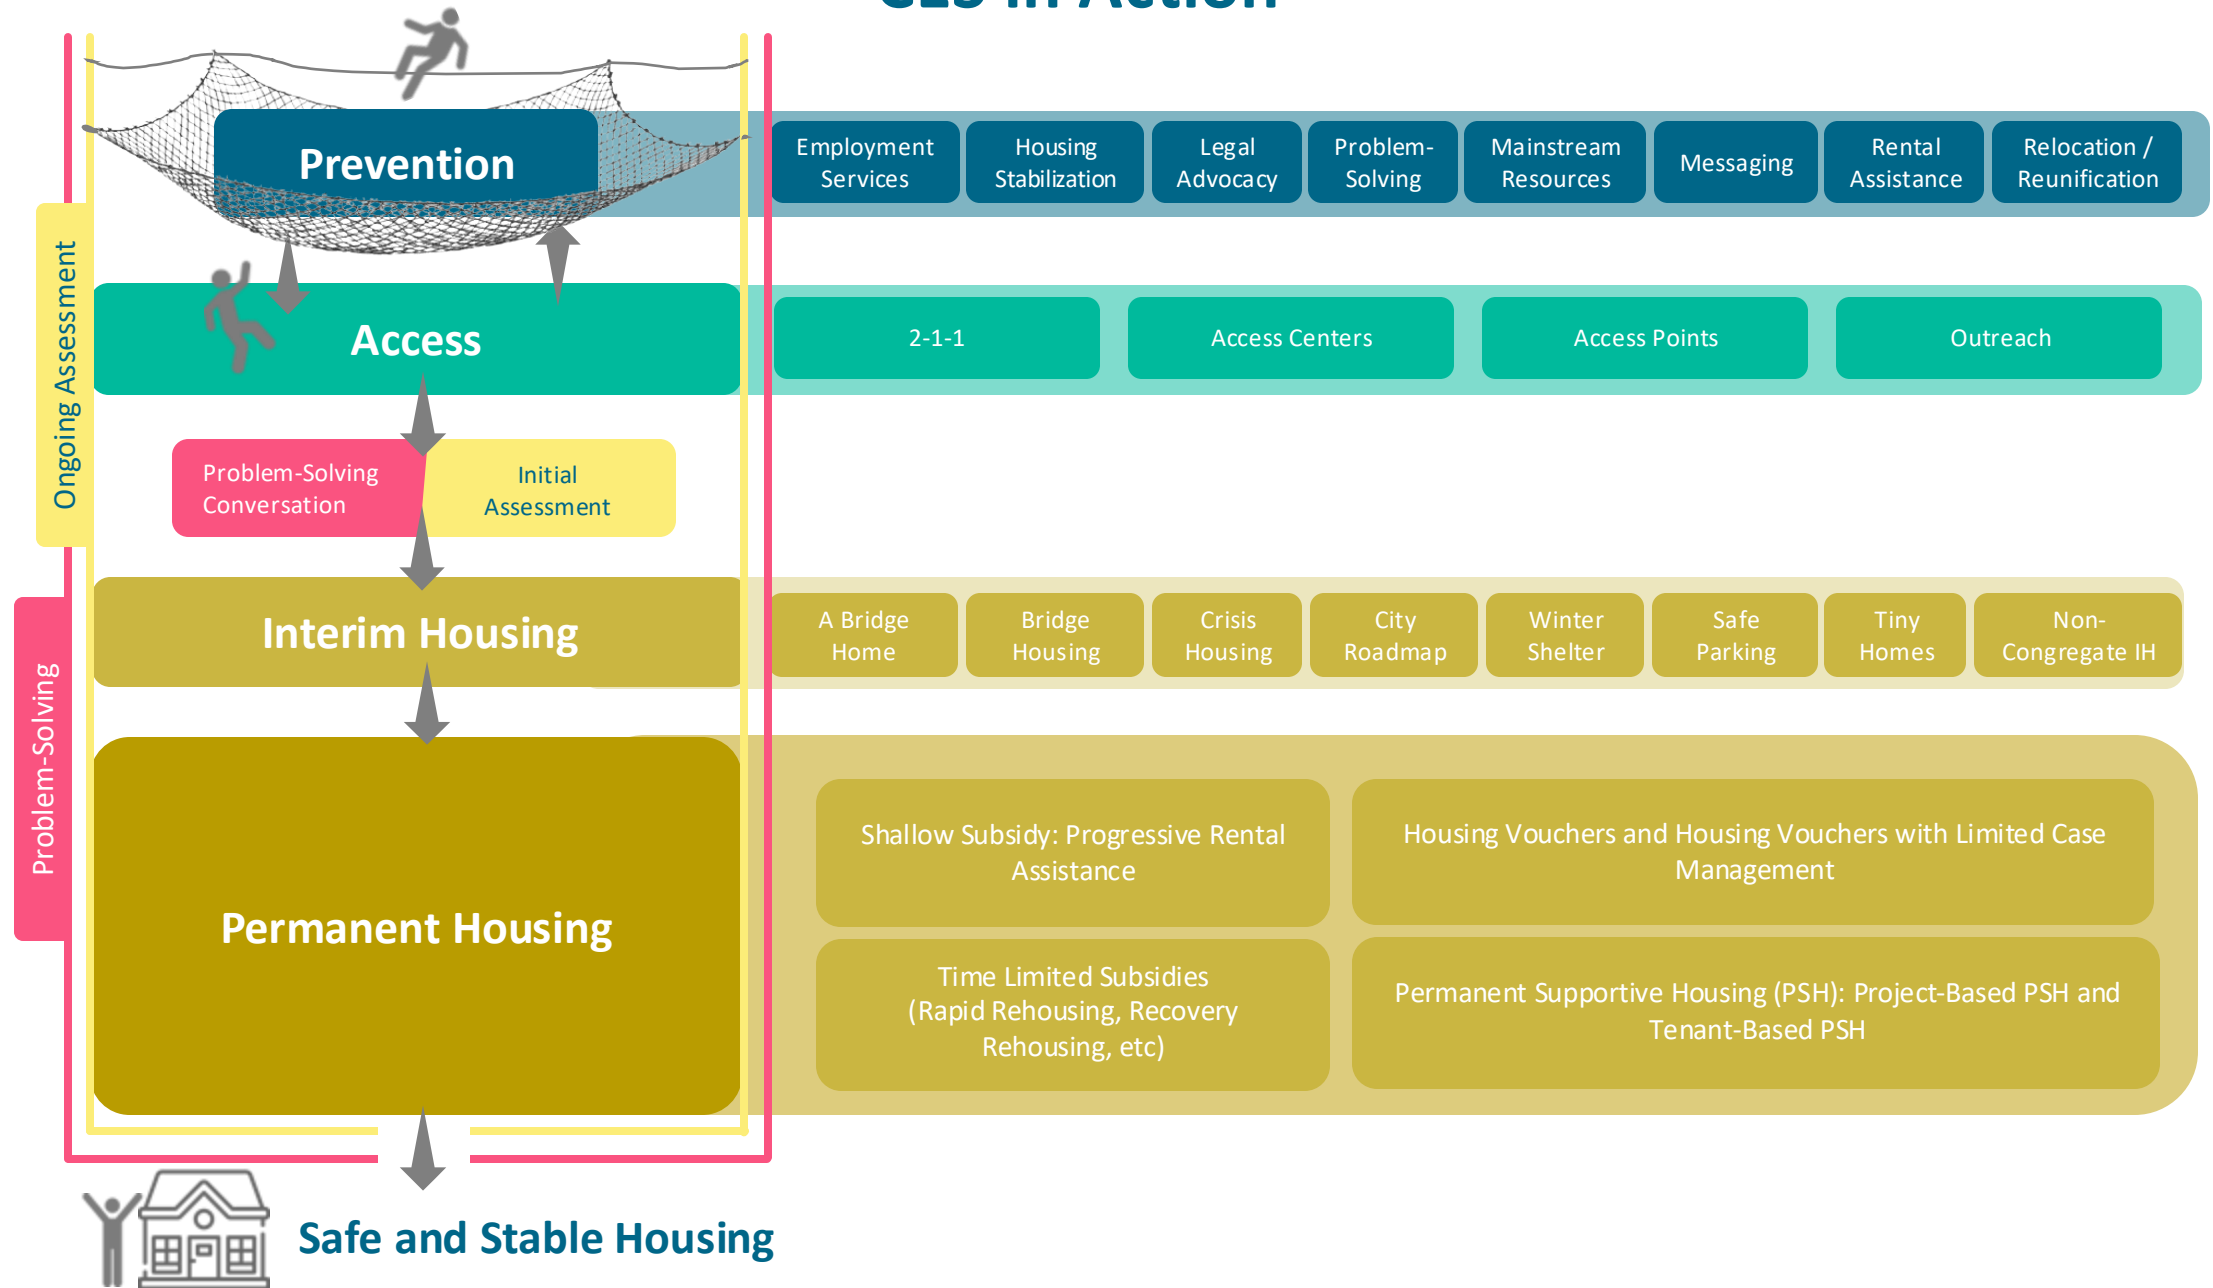 CES in Action
Prevention
Employment
Services
Housing
Stabilization
Legal
Advocacy
Problem-
Solving
Mainstream
Resources
Messaging
Rental
Assistance
Relocation /
Reunification
Ongoing Assessment
Access
2-1-1
Access Centers
Access Points
Outreach
Problem-Solving
Conversation
Initial
Assessment
Problem-Solving
Interim Housing
A Bridge
Home
Bridge
Housing
Crisis
Housing
City
Roadmap
Winter
Shelter
Safe
Parking
Tiny
Homes
Non-
Congregate IH
Permanent Housing
Shallow Subsidy: Progressive Rental
Assistance
Housing Vouchers and Housing Vouchers with Limited Case
Management
Time Limited Subsidies
(Rapid Rehousing, Recovery
Rehousing, etc)
Permanent Supportive Housing (PSH): Project-Based PSH and
Tenant-Based PSH
Safe and Stable Housing